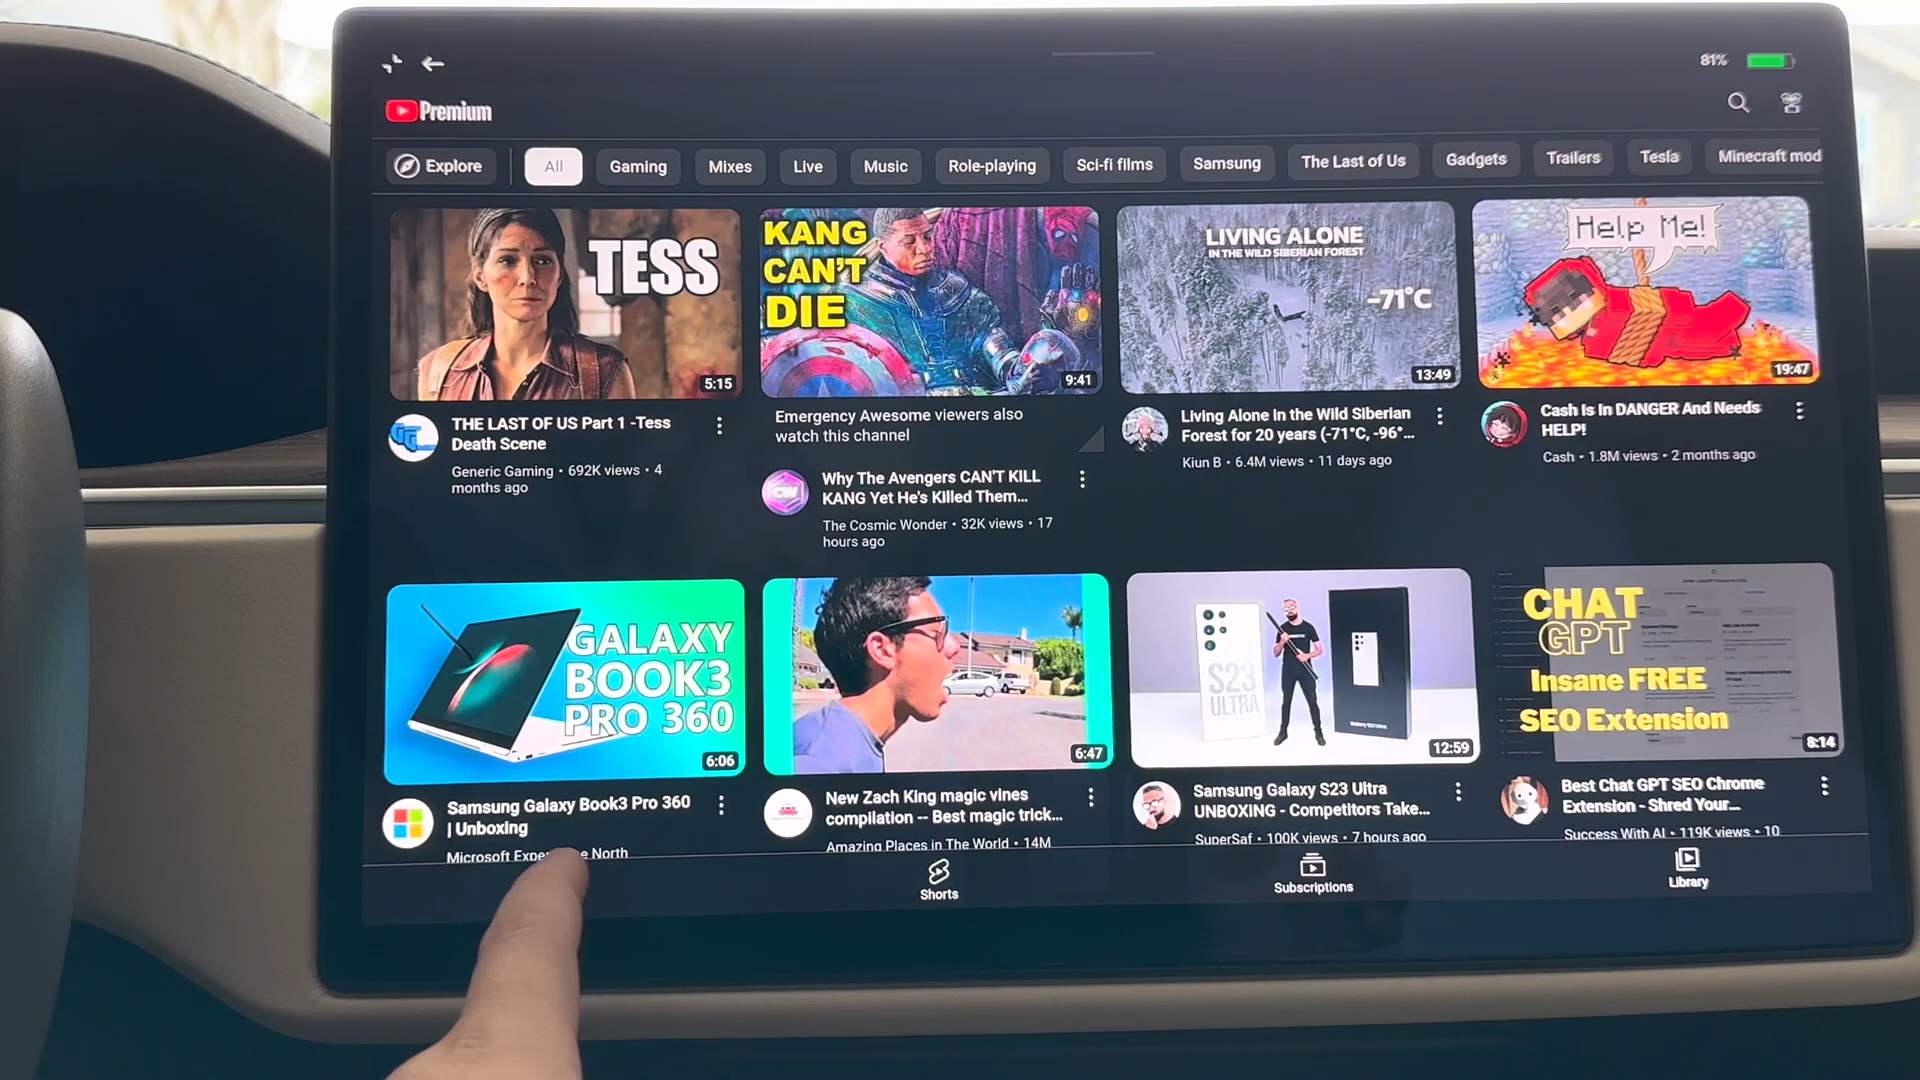 81%
Premium
Explore
All
Gaming
Mixes
Live
Music
Role-playing
Sci-fi films
Samsung
The Last of Us
Gadgets
Trailers
Tesla
Minecraft mod
TESS
5:15
THE LAST OF US Part 1 -Tess
Death Scene
Generic Gaming • 692K views • 4
months ago
KANG
CAN'T
DIE
9:41
Emergency Awesome viewers also
watch this channel
CW
Why The Avengers CAN'T KILL
KANG Yet He's Killed Them...
The Cosmic Wonder • 32K views • 17
hours ago
LIVING ALONE
IN THE WILD SIBERIAN FOREST
-71°C
13:49
Living Alone in the Wild Siberian
Forest for 20 years (-71°C, -96°...
Kiun B • 6.4M views • 11 days ago
Help Me!
19:47
Cash Is In DANGER And Needs
HELP!
Cash • 1.8M views • 2 months ago
GALAXY
BOOK3
PRO 360
6:06
Samsung Galaxy Book3 Pro 360
| Unboxing
Microsoft North
6:47
New Zach King magic vines
compilation -- Best magic trick...
Amazing Places in The World • 14M
S23
ULTRA
12:59
Samsung Galaxy S23 Ultra
UNBOXING - Competitors Take...
SuperSaf • 100K views • 7 hours ago
CHAT
GPT
Insane FREE
SEO Extension
8:14
Best Chat GPT SEO Chrome
Extension - Shred Your...
Success With AI • 119K views • 10
Shorts
Subscriptions
Library